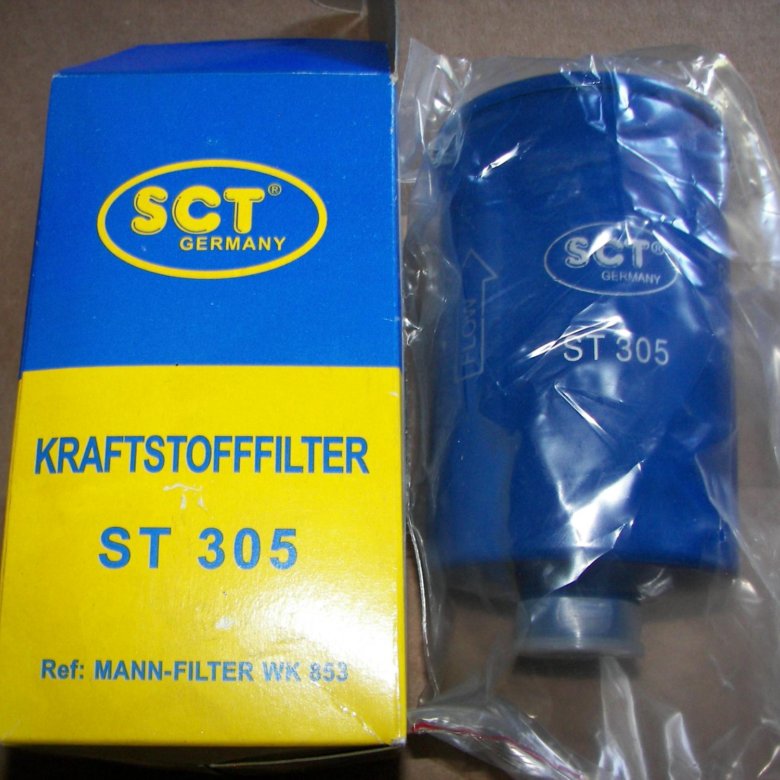 SCT®
GERMANY
KRAFTSTOFFFILTER
ST 305
Ref: MANN-FILTER WK 853
SCT®
GERMANY
FLOW
ST 305